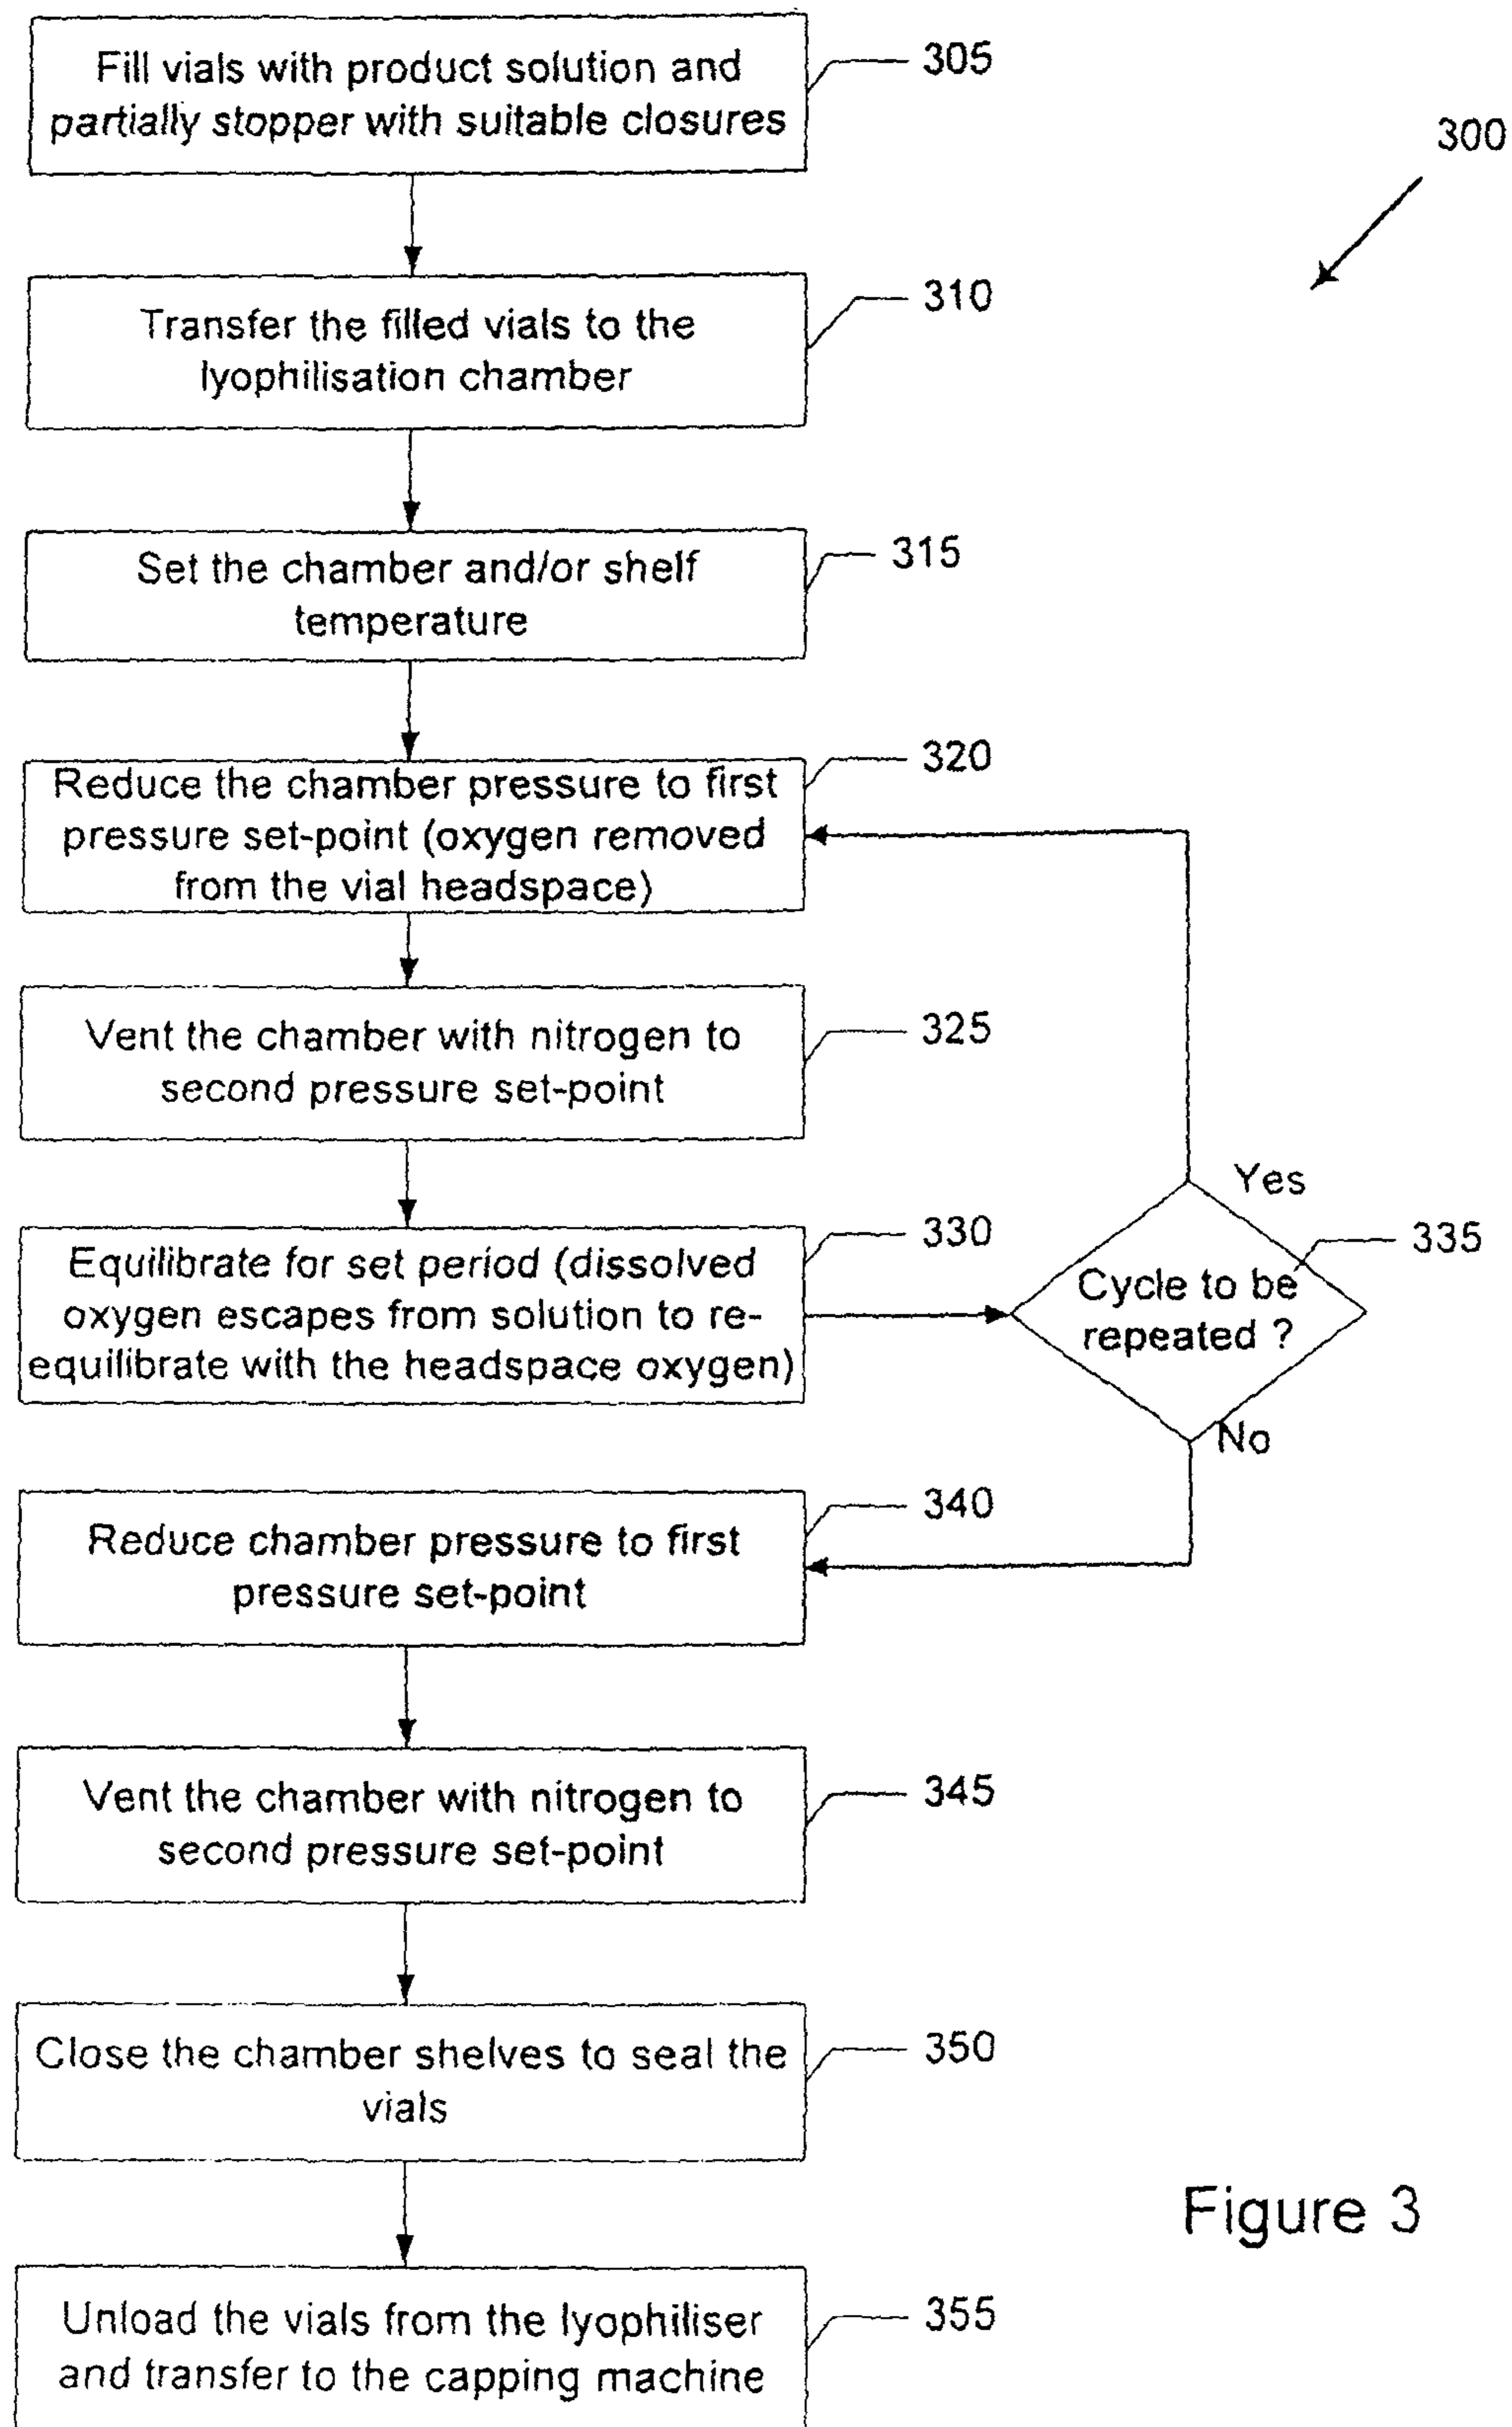 Fill vials with product solution and
partially stopper with suitable closures
305
300
Transfer the filled vials to the
lyophilisation chamber
310
Set the chamber and/or shelf
temperature
315
Reduce the chamber pressure to first
pressure set-point (oxygen removed
from the vial headspace)
320
Vent the chamber with nitrogen to
second pressure set-point
325
Equilibrate for set period (dissolved
oxygen escapes from solution to re-
equilibrate with the headspace oxygen)
330
Yes
Cycle to be
repeated ?
335
No
Reduce chamber pressure to first
pressure set-point
340
Vent the chamber with nitrogen to
second pressure set-point
345
Close the chamber shelves to seal the
vials
350
Figure 3
Unload the vials from the lyophiliser
and transfer to the capping machine
355